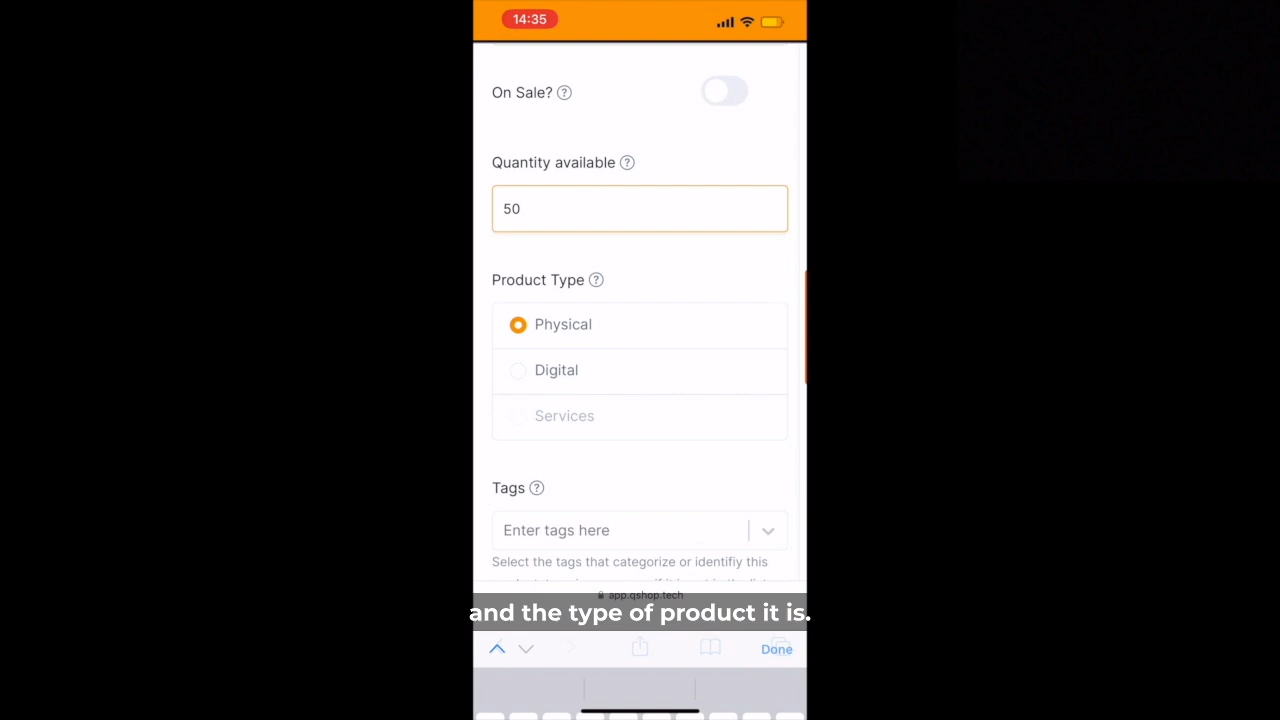 14:35
On Sale? ?
Quantity available ?
50
Product Type ?
Physical
Digital
Services
Tags ?
Enter tags here
Select the tags that categorize or identifiy this
app.qshop.tech
and the type of product it is.
Done